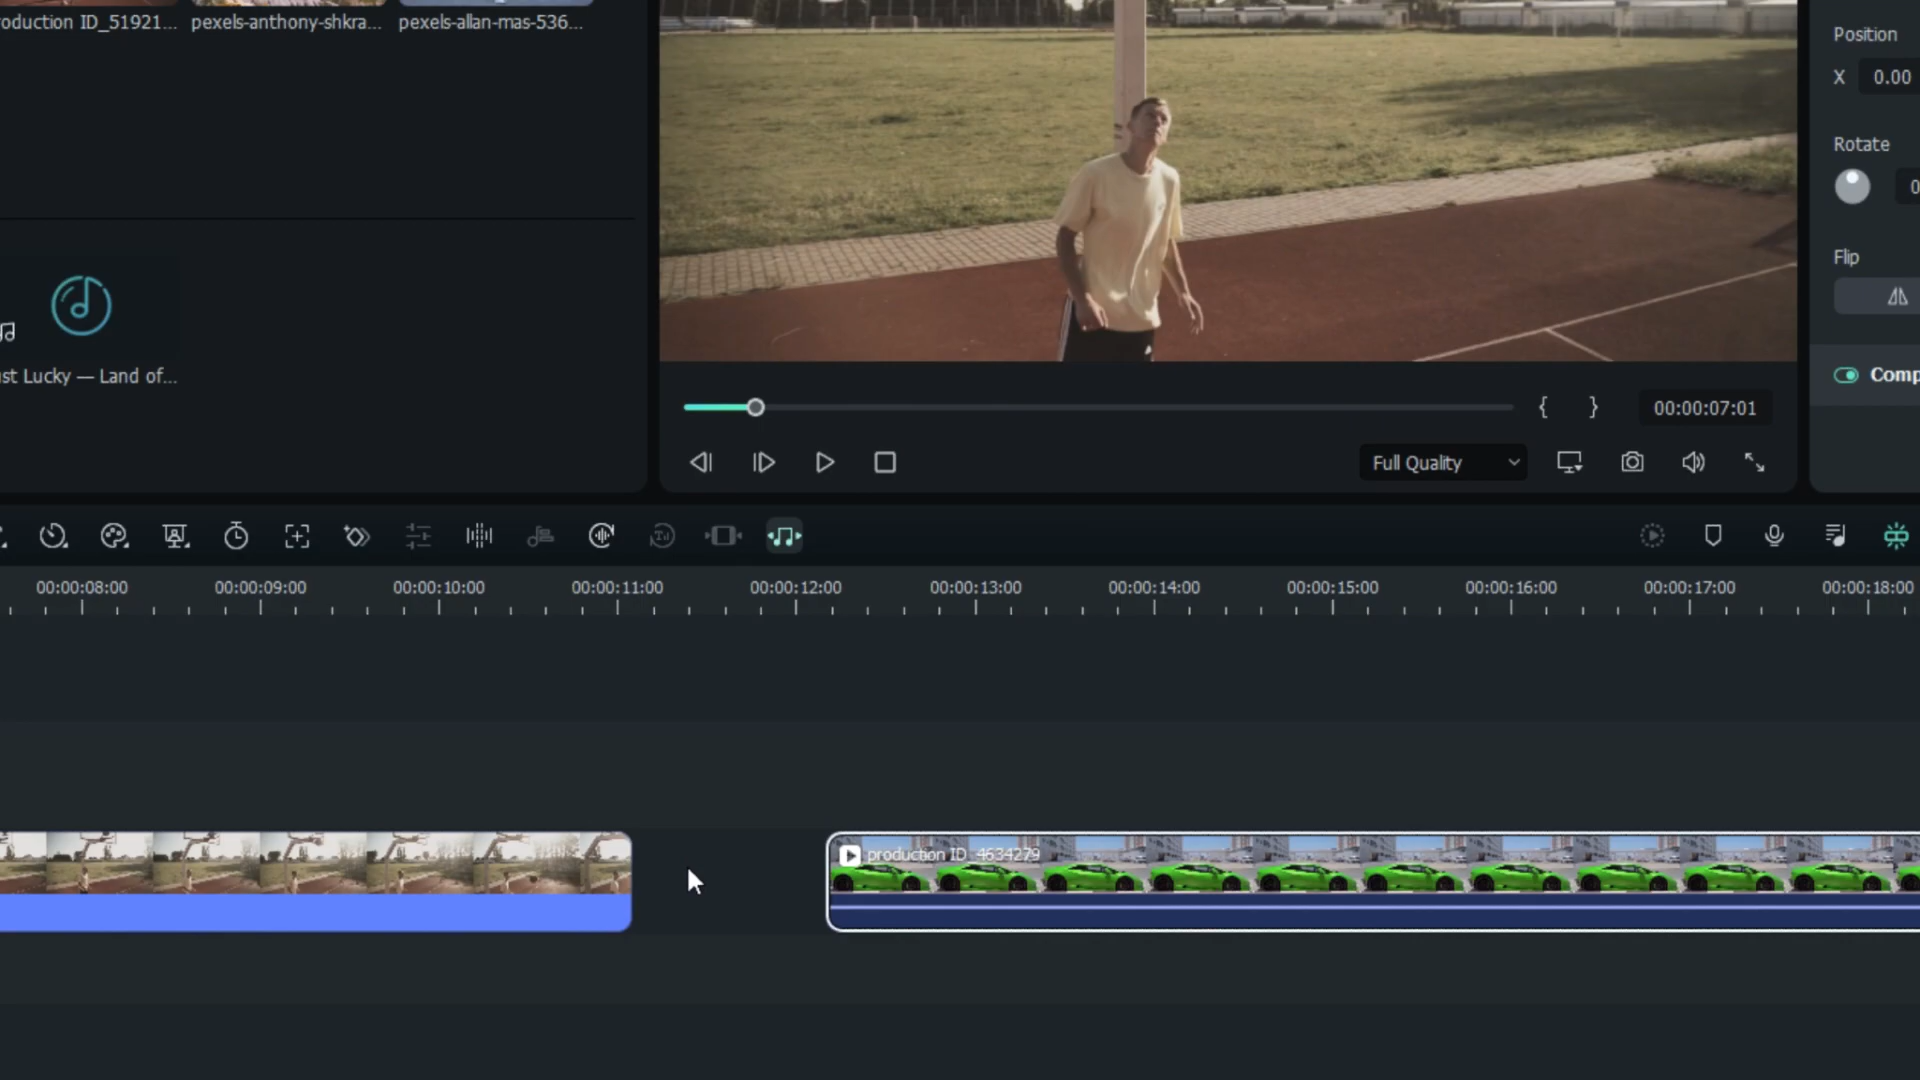 roduction ID_51921...
pexels-anthony-shkra...
pexels-allan-mas-536...
Position
X
0.00
Rotate
0
Flip
Comp
st Lucky — Land of...
00:00:07:01
Full Quality
00:00:08:00
00:00:09:00
00:00:10:00
00:00:11:00
00:00:12:00
00:00:13:00
00:00:14:00
00:00:15:00
00:00:16:00
00:00:17:00
00:00:18:00
production ID_4634279